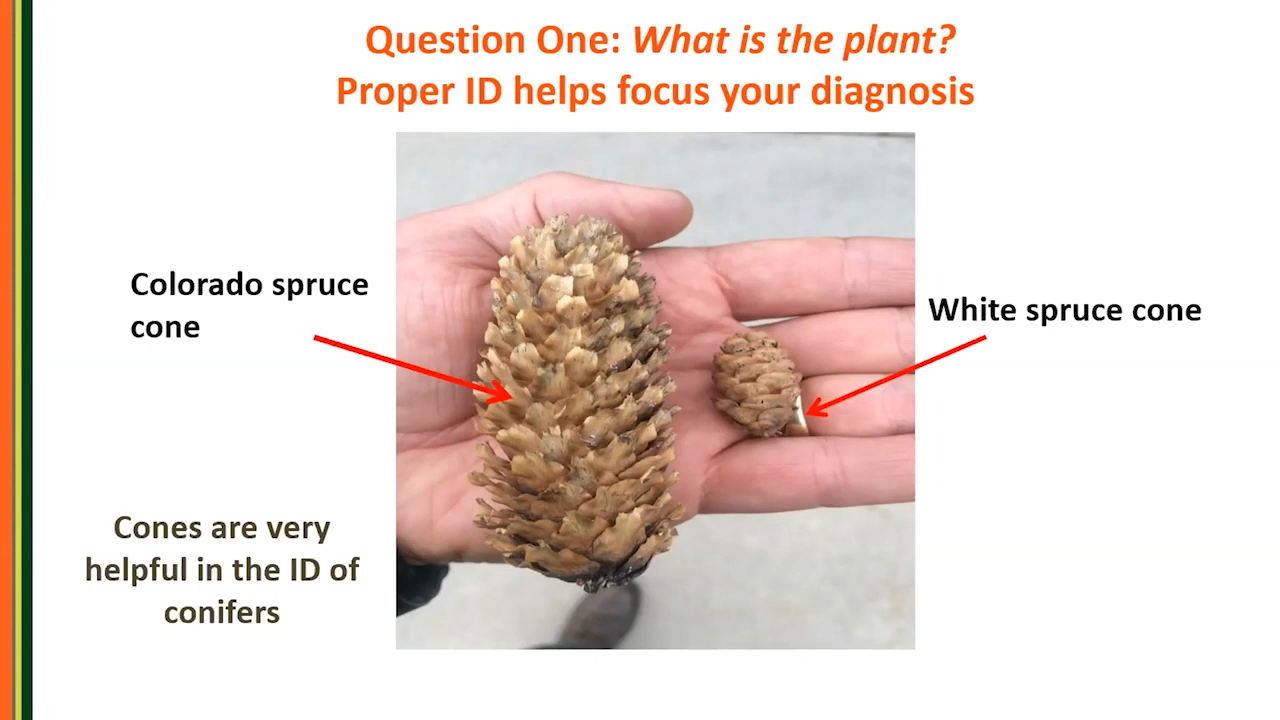 Question One: What is the plant?
Proper ID helps focus your diagnosis
Colorado spruce
cone
White spruce cone
Cones are very
helpful in the ID of
conifers